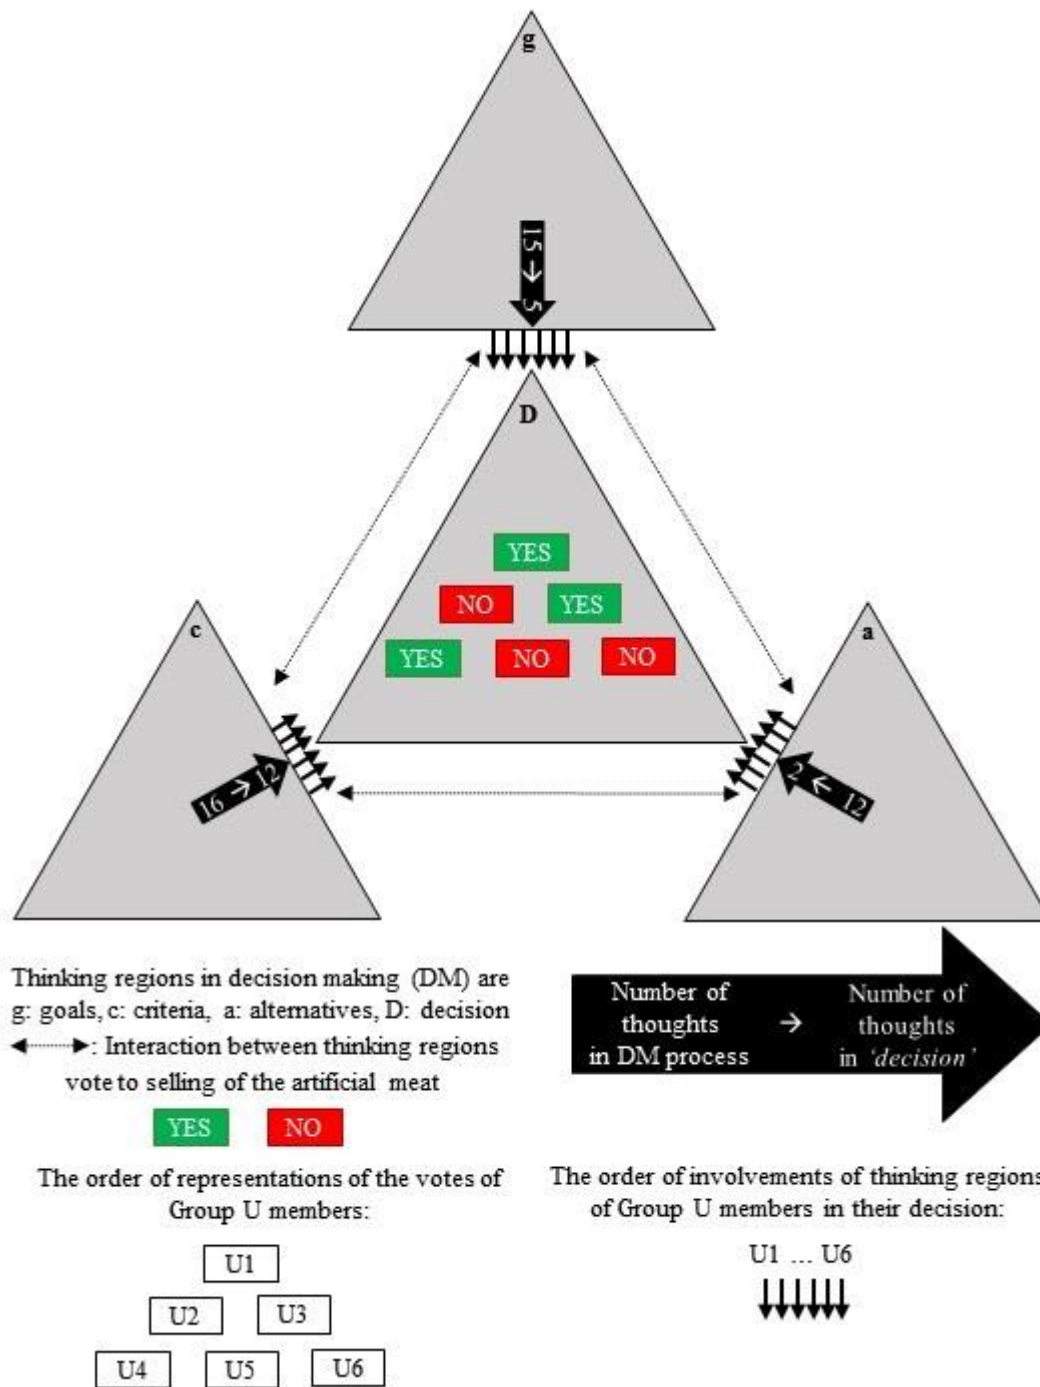 g
15 → 5
D
YES
NO YES
YES NO NO
c
16 → 12
a
2 ← 12
Thinking regions in decision making (DM) are
g: goals, c: criteria, a: alternatives, D: decision
: Interaction between thinking regions
vote to selling of the artificial meat
YES NO
The order of representations of the votes of
Group U members:
U1
U2 U3
U4 U5 U6
Number of
thoughts
in DM process
→
Number of
thoughts
in ‘decision’
The order of involvements of thinking regions
of Group U members in their decision:
U1 ... U6